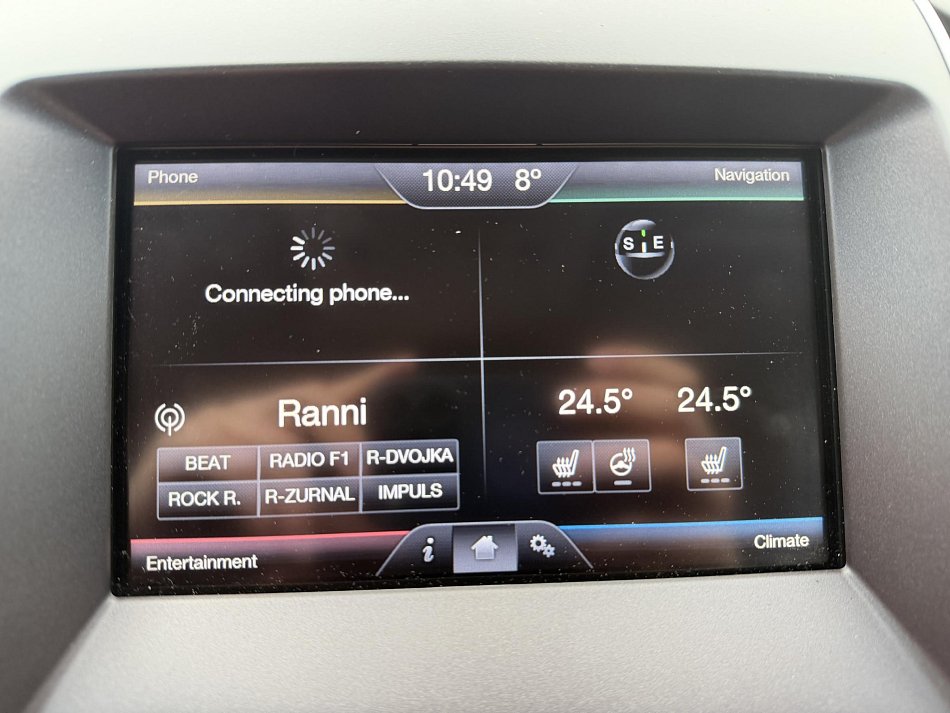 Phone
10:49 8º
Navigation
Connecting phone...
S E
Ranni
BEAT RADIO F1 R-DVOJKA
ROCK R. R-ZURNAL IMPULS
24.5° 24.5°
Entertainment
i
Climate